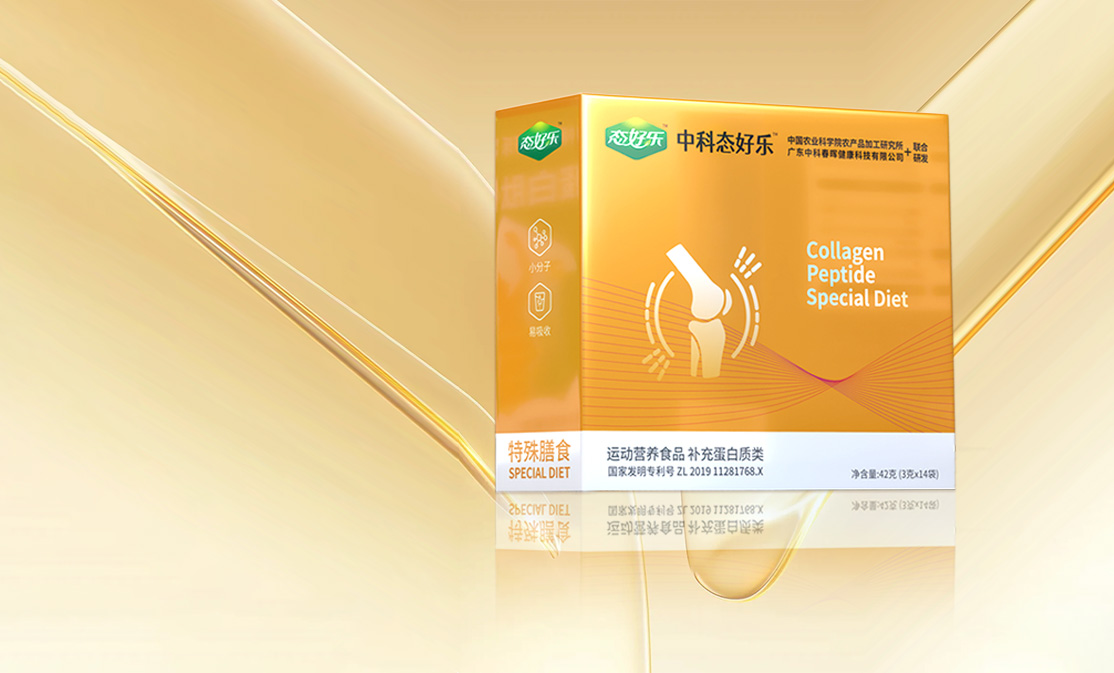 态好乐
小分子
易吸收
特殊膳食
SPECIAL DIET
态好乐
中科态好乐™
中国农业科学院农产品加工研究所
广东中科春晖健康科技有限公司
+
联合
研发
Collagen
Peptide
Special Diet
运动营养食品 补充蛋白质类
国家发明专利号 ZL 2019 11281768.X
净含量:42克 (3克x14袋)